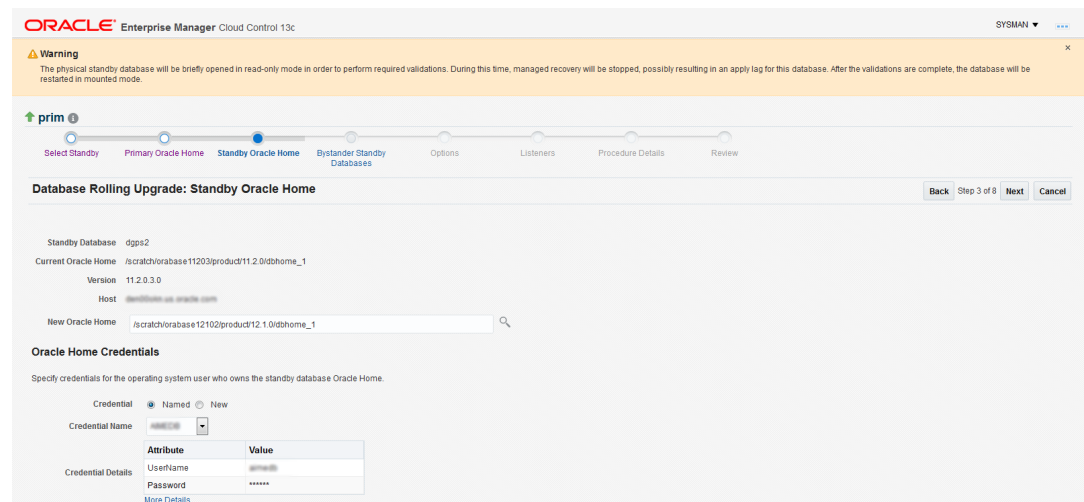 ORACLE Enterprise Manager Cloud Control 13c
SYSMAN
Warning
The physical standby database will be briefly opened in read-only mode in order to perform required validations. During this time, managed recovery will be stopped, possibly resulting in an apply lag for this database. After the validations are complete, the database will be
restarted in mounted mode.
prim
Select Standby
Primary Oracle Home
Standby Oracle Home
Bystander Standby
Databases
Options
Listeners
Procedure Details
Review
Database Rolling Upgrade: Standby Oracle Home
Back Step 3 of 8 Next Cancel
Standby Database dgps2
Current Oracle Home /scratch/orabase11203/product/11.2.0/dbhome_1
Version 11.2.0.3.0
Host
New Oracle Home /scratch/orabase12102/product/12.1.0/dbhome_1
Oracle Home Credentials
Specify credentials for the operating system user who owns the standby database Oracle Home.
Credential Named New
Credential Name
Attribute Value
Credential Details
UserName
Password ******
More Details